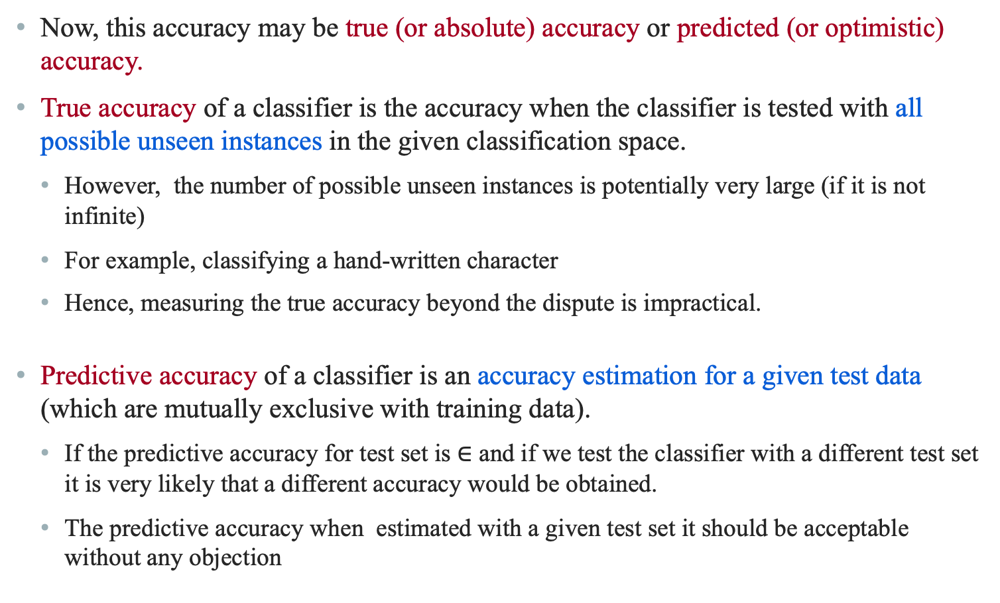 • Now, this accuracy may be true (or absolute) accuracy or predicted (or optimistic)
accuracy.
• True accuracy of a classifier is the accuracy when the classifier is tested with all
possible unseen instances in the given classification space.
• However,  the number of possible unseen instances is potentially very large (if it is not
infinite)
• For example, classifying a hand-written character
• Hence, measuring the true accuracy beyond the dispute is impractical.
• Predictive accuracy of a classifier is an accuracy estimation for a given test data
(which are mutually exclusive with training data).
• If the predictive accuracy for test set is ∈ and if we test the classifier with a different test set
it is very likely that a different accuracy would be obtained.
• The predictive accuracy when  estimated with a given test set it should be acceptable
without any objection